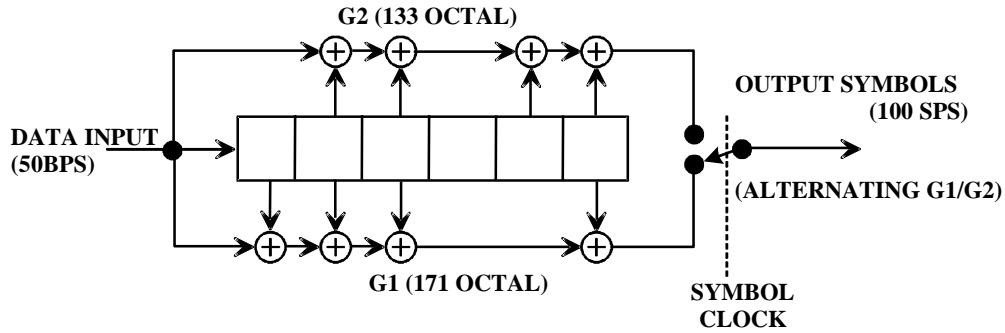 G2 (133 OCTAL)
OUTPUT SYMBOLS
(100 SPS)
DATA INPUT
(50BPS)
(ALTERNATING G1/G2)
G1 (171 OCTAL)
SYMBOL
CLOCK